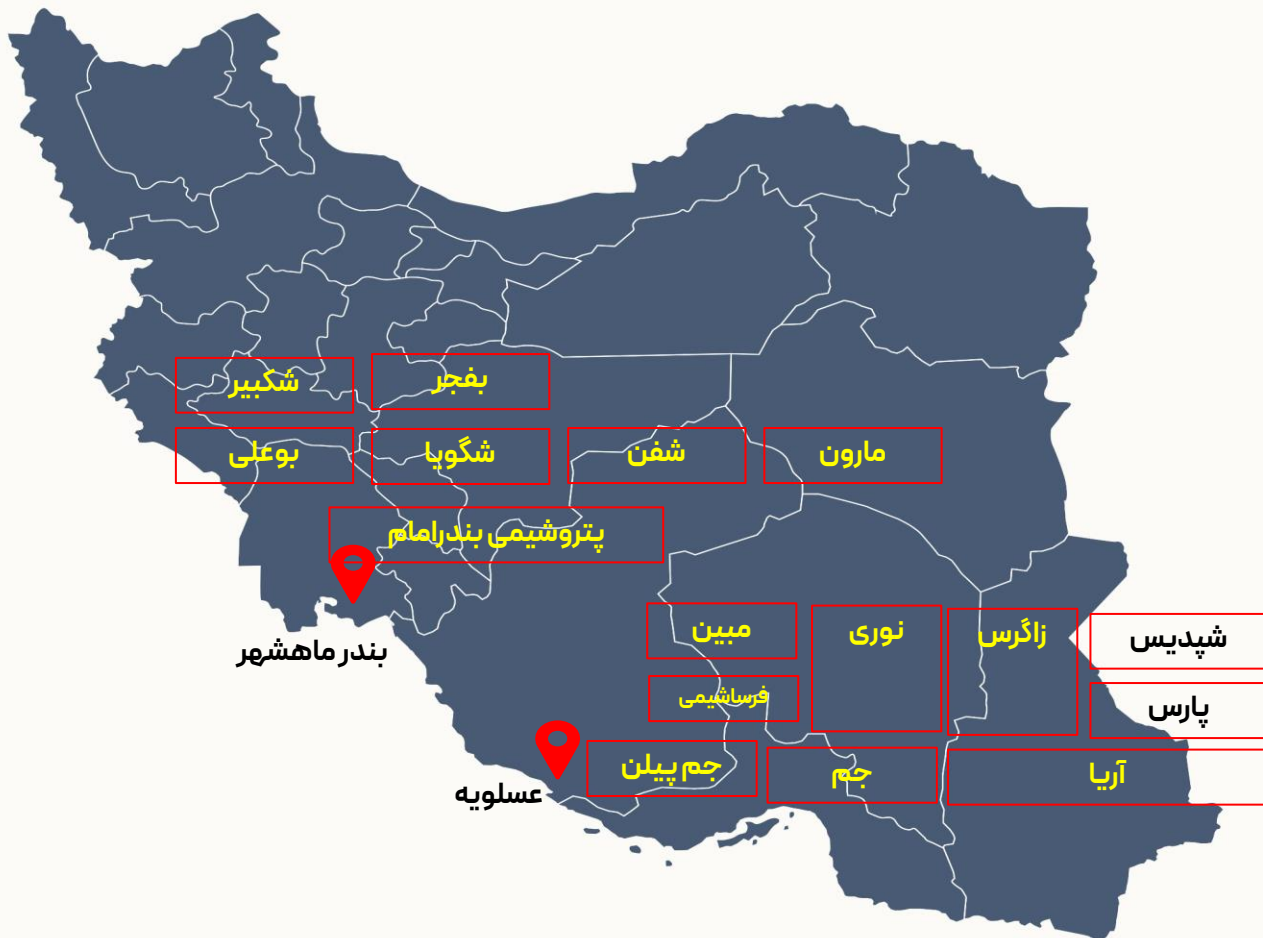 بفجر
شکبیر
مارون
شفن
شگویا
بوعلی
پتروشیمی بندرامام
بندر ماهشهر
شپدیس
زاگرس
نوری
مبین
پارس
فرساشیمی
آریا
جم
جم پیلن
عسلویه